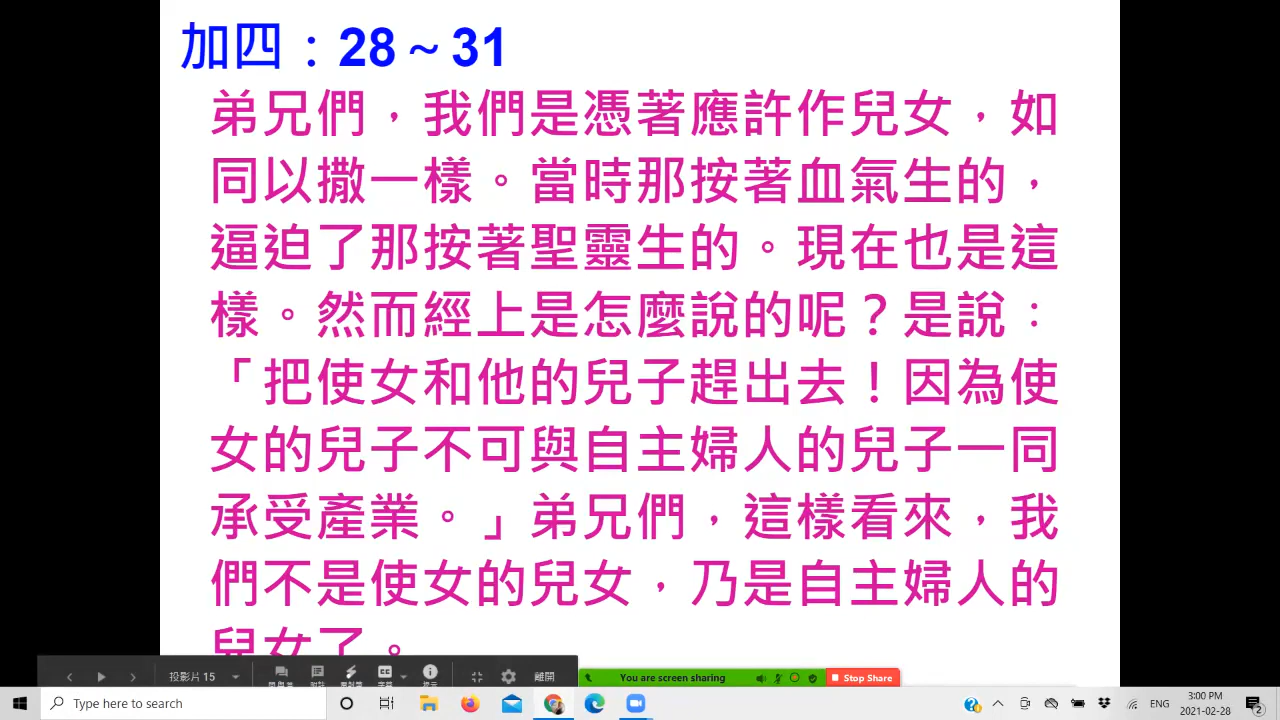 加四：28～31
弟兄們，我們是憑著應許作兒女，如
同以撒一樣。當時那按著血氣生的，
逼迫了那按著聖靈生的。現在也是這
樣。然而經上是怎麼說的呢？是說：
「把使女和他的兒子趕出去！因為使
女的兒子不可與自主婦人的兒子一同
承受產業。」弟兄們，這樣看來，我
們不是使女的兒女，乃是自主婦人的
兒女了。
投影片 15
離開
You are screen sharing
Stop Share
Type here to search
ENG
3:00 PM
2021-02-28
2